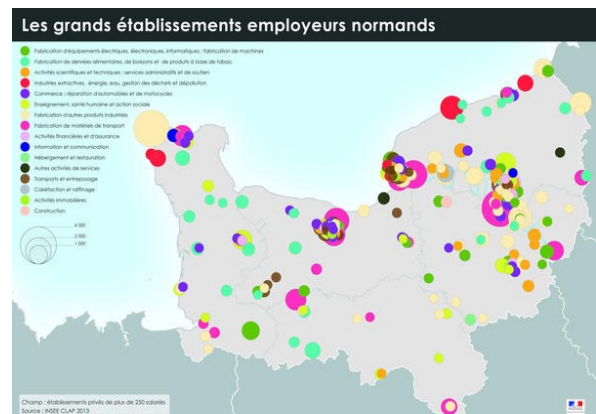 Les grands établissements employeurs normands
Fabrication d'équipements électriques, électroniques, informatiques ; fabrication de machines
Fabrication de denrées alimentaires, de boissons et de produits à base de tabac
Activités scientifiques et techniques ; services administratifs et de soutien
Industries extractives, énergie, eau, gestion des déchets et dépollution
Commerce ; réparation d'automobiles et de motocycles
Enseignement, santé humaine et action sociale
Fabrication d'autres produits industriels
Fabrication de matériels de transport
Activités financières et d'assurance
Information et communication
Hébergement et restauration
Autres activités de services
Transports et entreposage
Cokéfaction et raffinage
Activités immobilières
Construction
4 000
2 000
1 000
Champ : établissements privés de plus de 250 salariés
Source : INSEE CLAP 2013